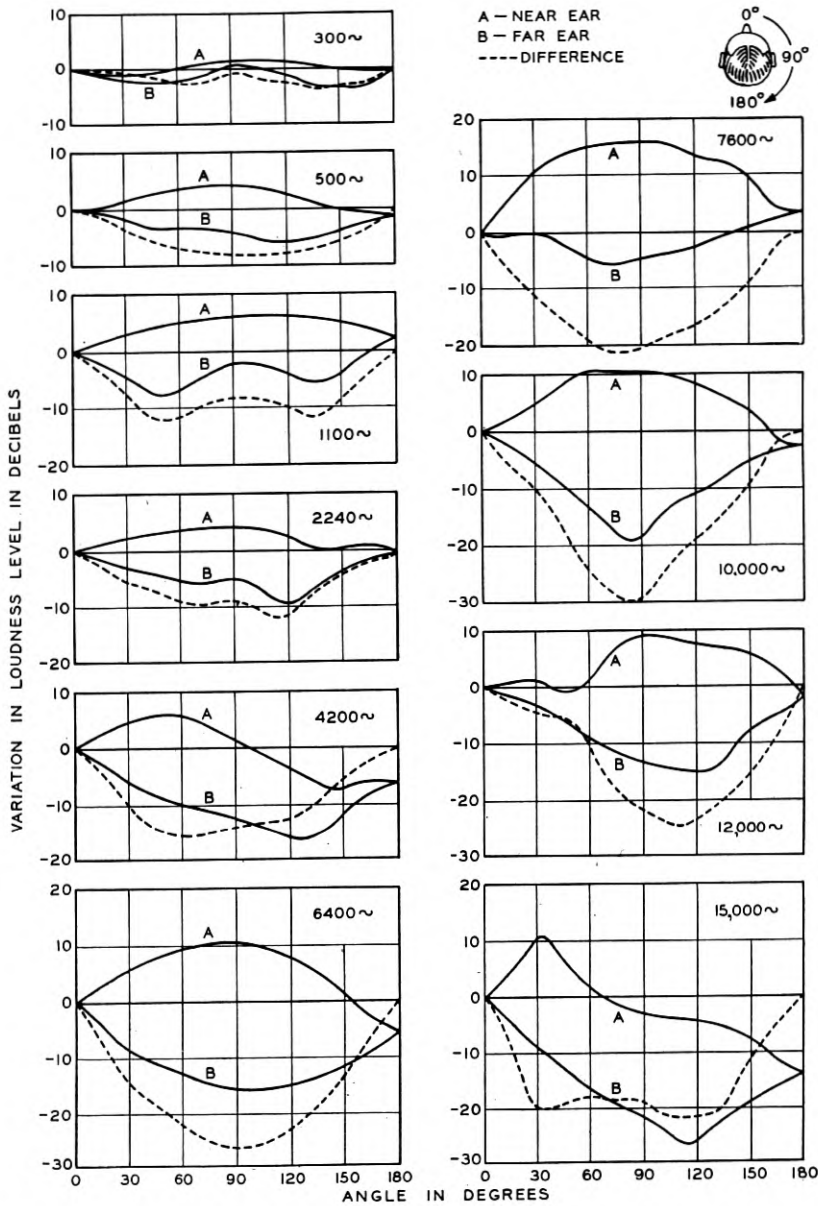 A — NEAR EAR
B — FAR EAR
---- DIFFERENCE
0°
90°
180°
VARIATION IN LOUDNESS LEVEL IN DECIBELS
300~
A
B
10
0
-10
500~
A
B
10
0
-10
1100~
A
B
10
0
-10
-20
2240~
A
B
10
0
-10
-20
4200~
A
B
10
0
-10
-20
6400~
A
B
20
10
0
-10
-20
-30
0 30 60 90 120 150 180
7600~
A
B
20
10
0
-10
-20
10,000~
A
B
10
0
-10
-20
-30
12,000~
A
B
10
0
-10
-20
-30
15,000~
A
B
20
10
0
-10
-20
-30
0 30 60 90 120 150 180
ANGLE IN DEGREES